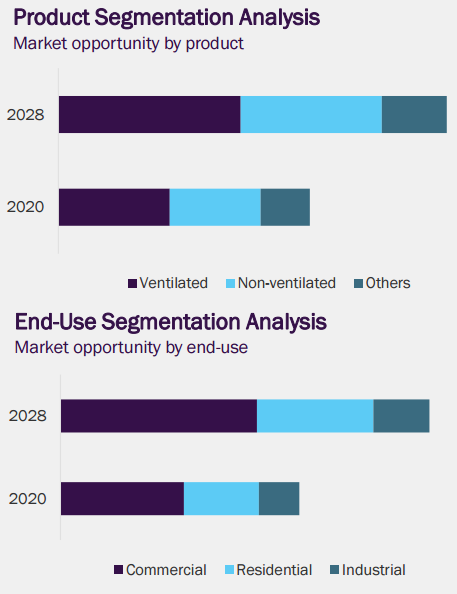 Product Segmentation Analysis
Market opportunity by product
2028
2020
Ventilated Non-ventilated Others
End-Use Segmentation Analysis
Market opportunity by end-use
2028
2020
Commercial Residential Industrial